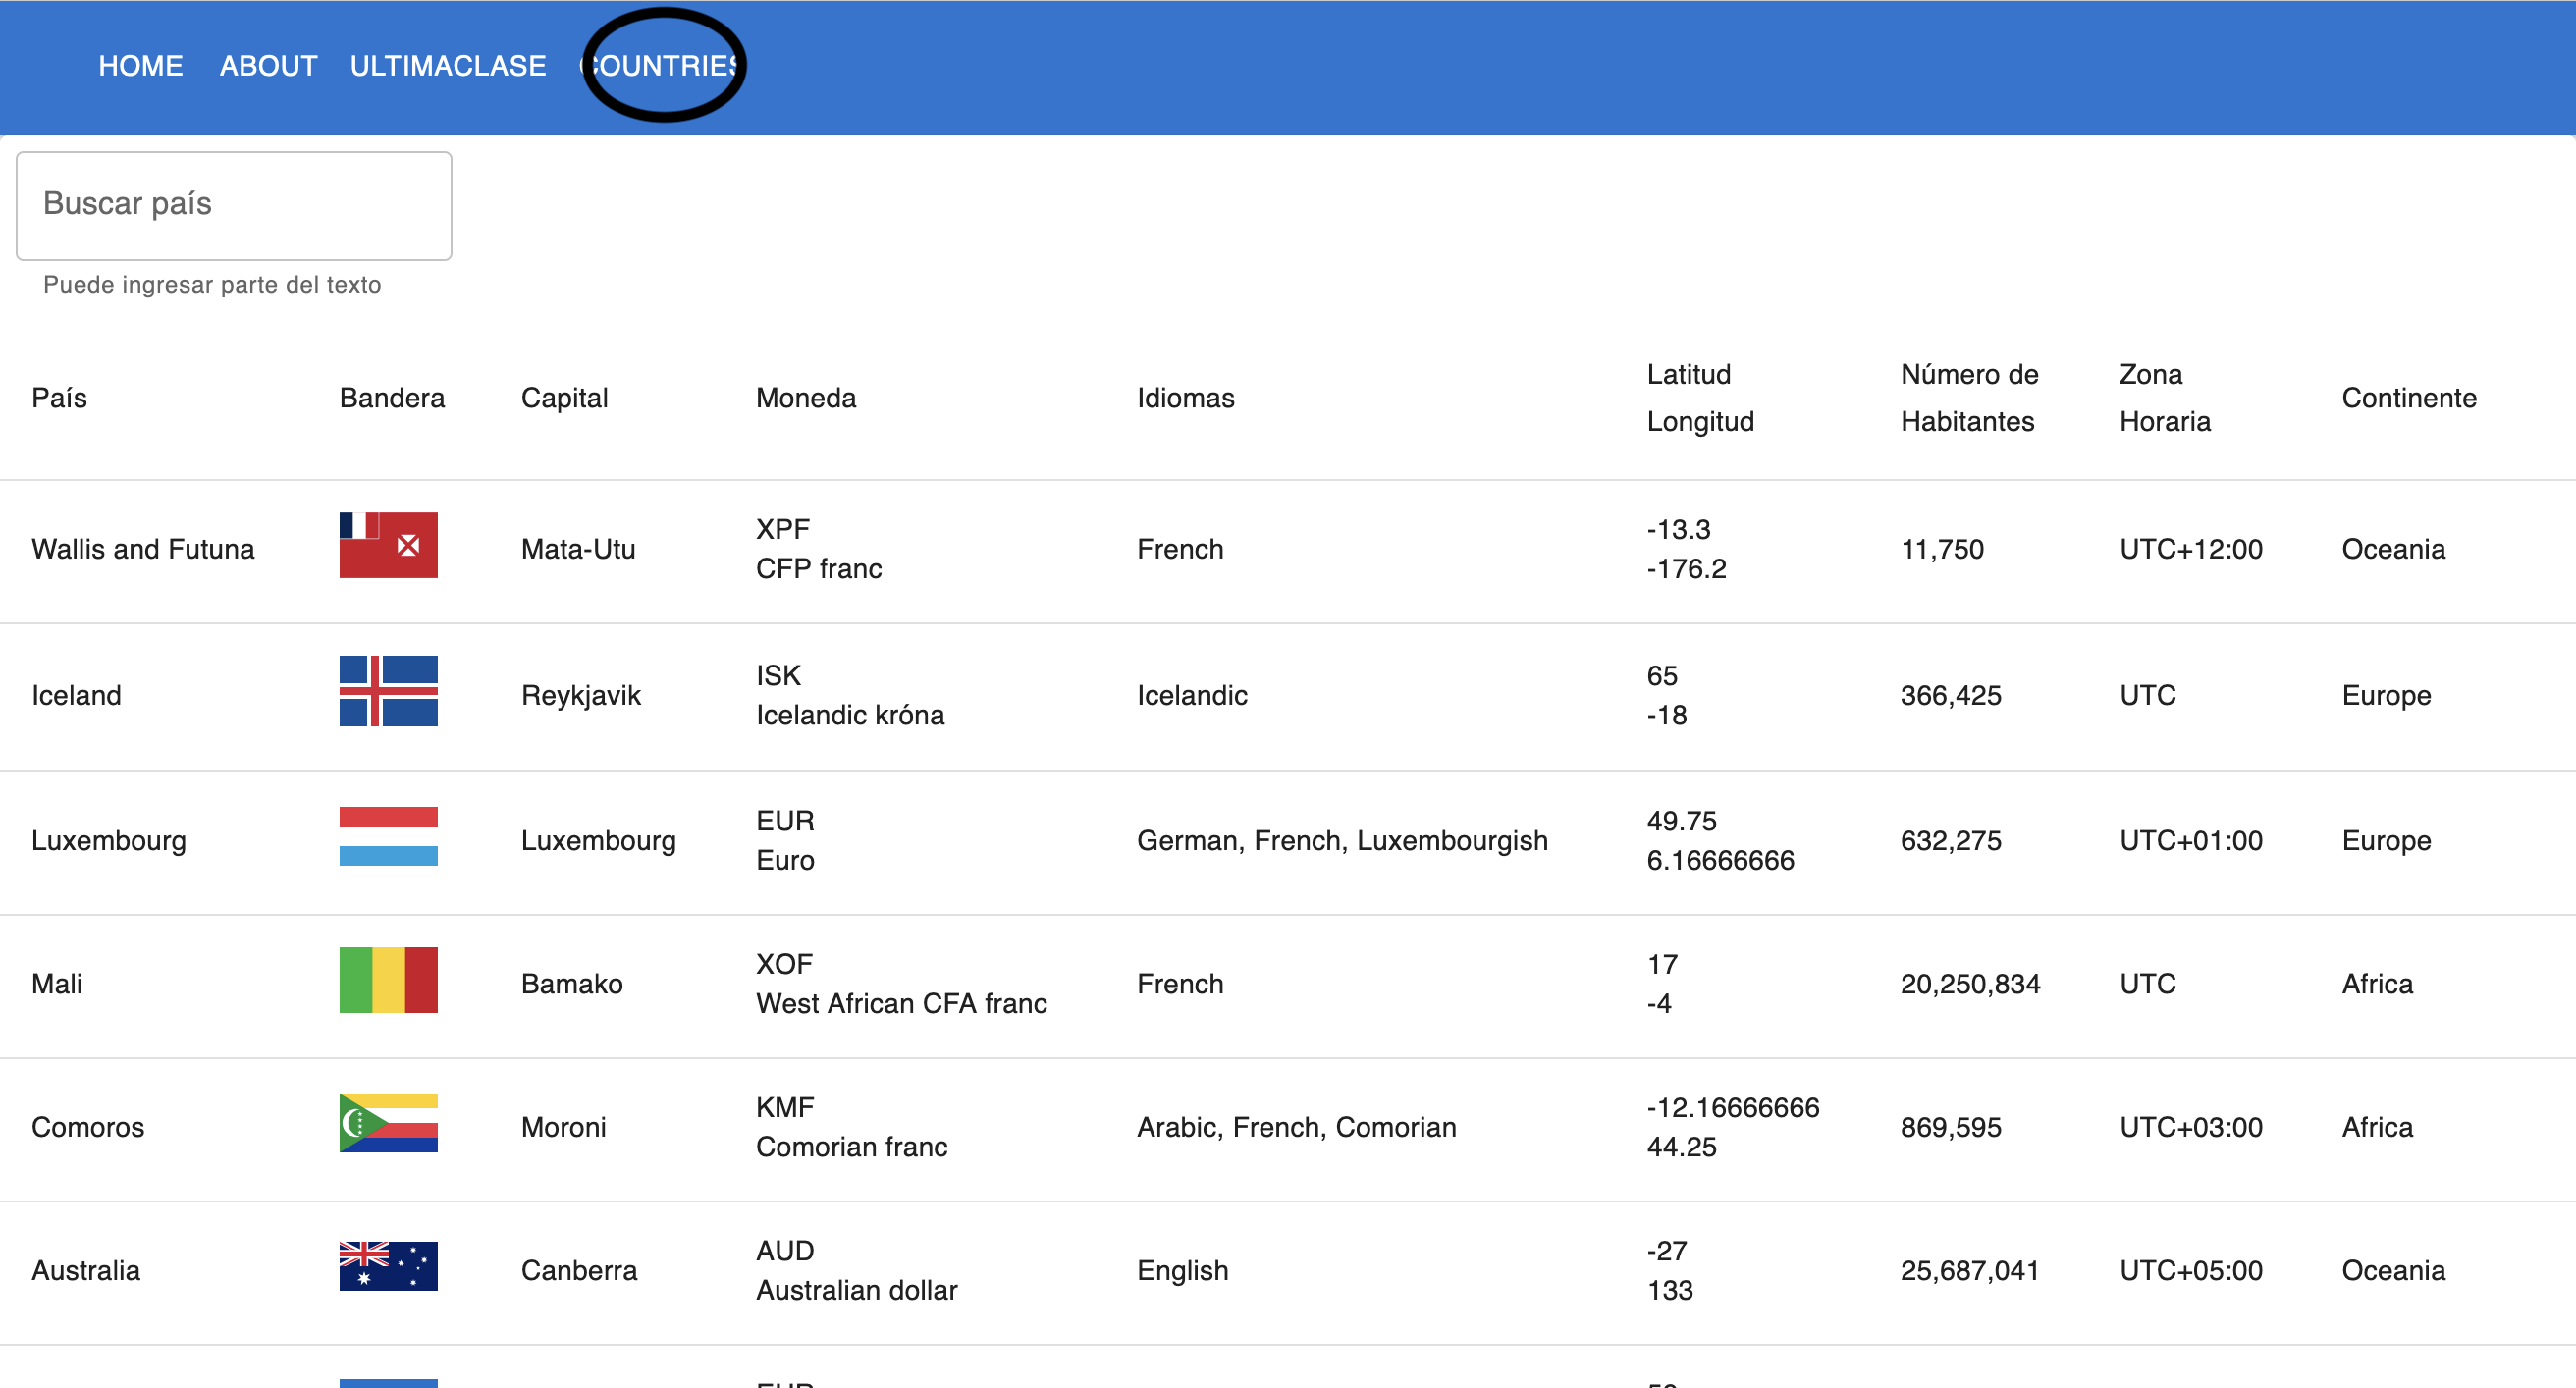 HOME ABOUT ULTIMACLASE COUNTRIES
Buscar país
Puede ingresar parte del texto
País Bandera Capital Moneda Idiomas Latitud Longitud Número de Habitantes Zona Horaria Continente
Wallis and Futuna Mata-Utu XPF CFP franc French -13.3 -176.2 11,750 UTC+12:00 Oceania
Iceland Reykjavik ISK Icelandic króna Icelandic 65 -18 366,425 UTC Europe
Luxembourg Luxembourg EUR Euro German, French, Luxembourgish 49.75 6.16666666 632,275 UTC+01:00 Europe
Mali Bamako XOF West African CFA franc French 17 -4 20,250,834 UTC Africa
Comoros Moroni KMF Comorian franc Arabic, French, Comorian -12.16666666 44.25 869,595 UTC+03:00 Africa
Australia Canberra AUD Australian dollar English -27 133 25,687,041 UTC+05:00 Oceania